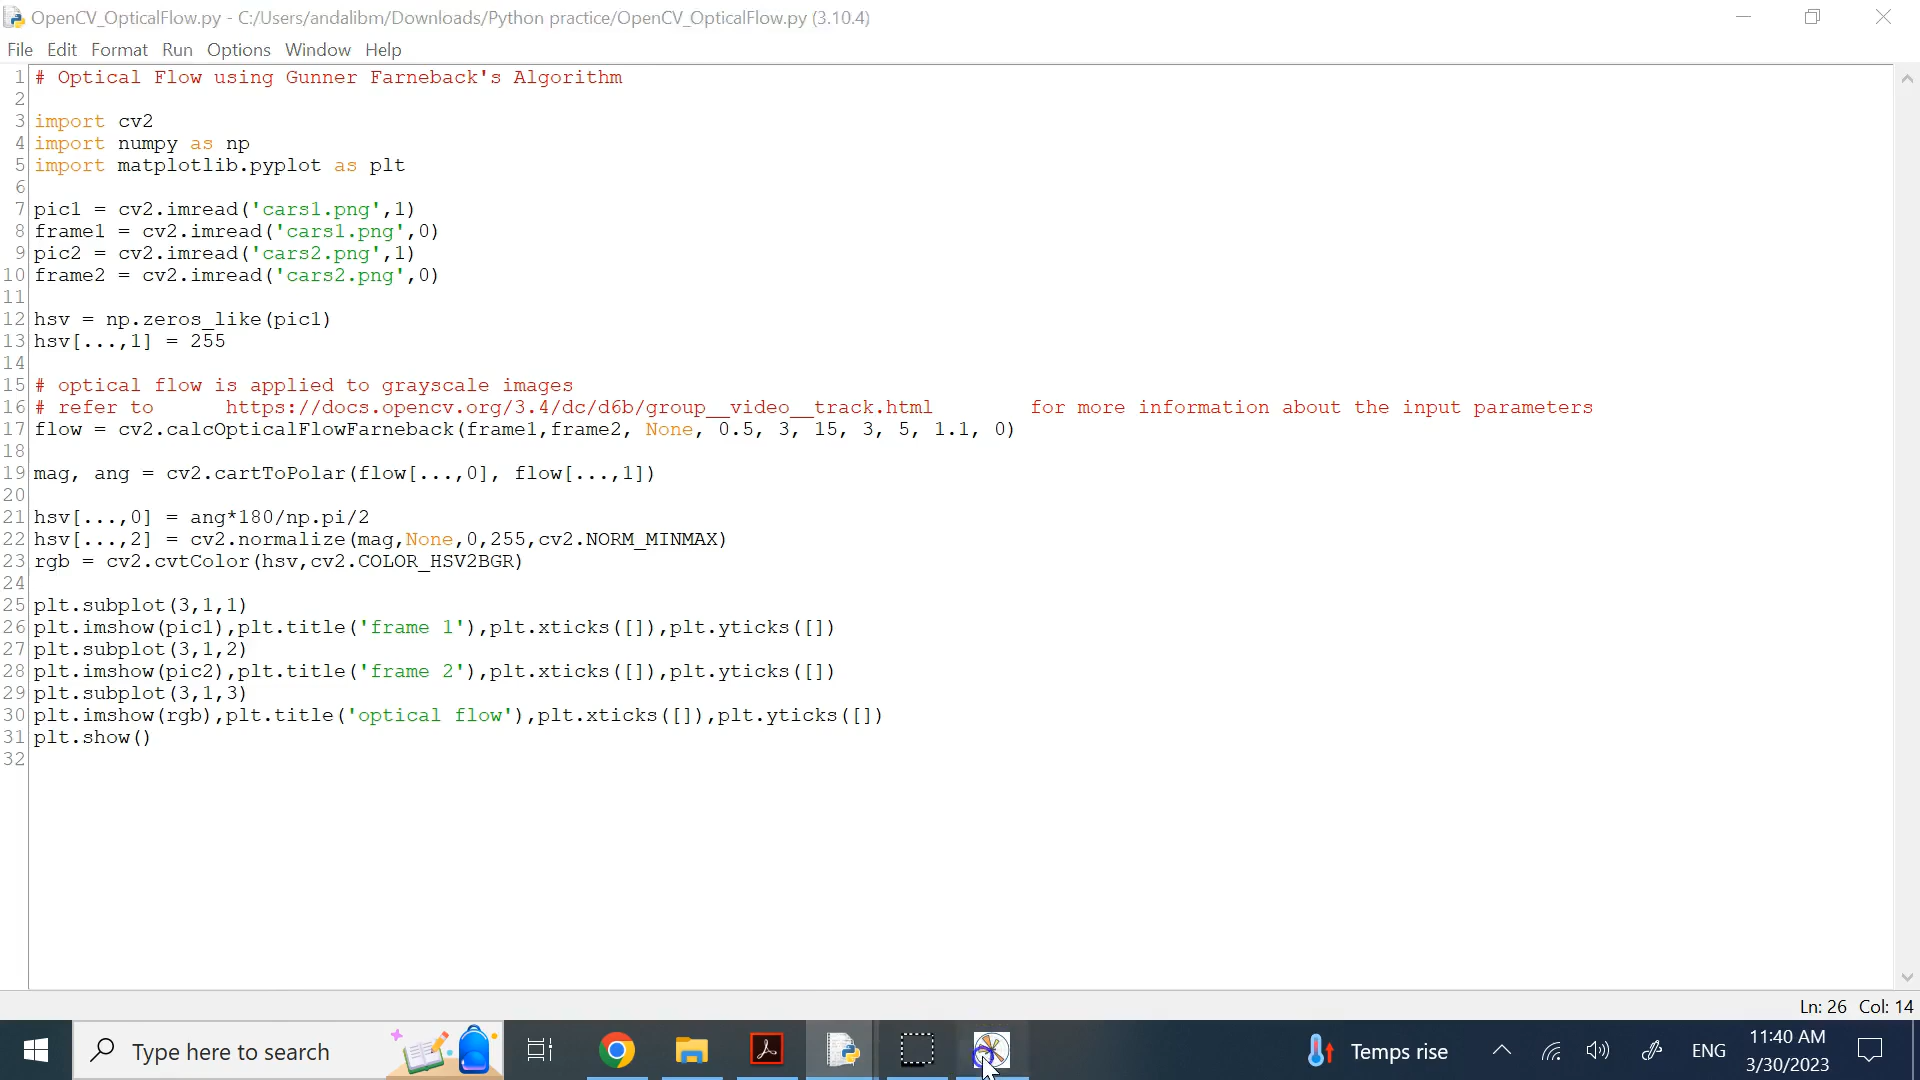 OpenCV_OpticalFlow.py - C:/Users/andalibm/Downloads/Python practice/OpenCV_OpticalFlow.py (3.10.4)
File Edit Format Run Options Window Help
1 # Optical Flow using Gunner Farneback's Algorithm
2
3 import cv2
4 import numpy as np
5 import matplotlib.pyplot as plt
6
7 pic1 = cv2.imread('cars1.png',1)
8 frame1 = cv2.imread('cars1.png',0)
9 pic2 = cv2.imread('cars2.png',1)
10 frame2 = cv2.imread('cars2.png',0)
11
12 hsv = np.zeros_like(pic1)
13 hsv[...,1] = 255
14
15 # optical flow is applied to grayscale images
16 # refer to https://docs.opencv.org/3.4/dc/d6b/group__video__track.html for more information about the input parameters
17 flow = cv2.calcOpticalFlowFarneback(frame1,frame2, None, 0.5, 3, 15, 3, 5, 1.1, 0)
18
19 mag, ang = cv2.cartToPolar(flow[...,0], flow[...,1])
20
21 hsv[...,0] = ang*180/np.pi/2
22 hsv[...,2] = cv2.normalize(mag,None,0,255,cv2.NORM_MINMAX)
23 rgb = cv2.cvtColor(hsv,cv2.COLOR_HSV2BGR)
24
25 plt.subplot(3,1,1)
26 plt.imshow(pic1),plt.title('frame 1'),plt.xticks([]),plt.yticks([])
27 plt.subplot(3,1,2)
28 plt.imshow(pic2),plt.title('frame 2'),plt.xticks([]),plt.yticks([])
29 plt.subplot(3,1,3)
30 plt.imshow(rgb),plt.title('optical flow'),plt.xticks([]),plt.yticks([])
31 plt.show()
32
Ln: 26 Col: 14
Type here to search
Temps rise
ENG
11:40 AM
3/30/2023